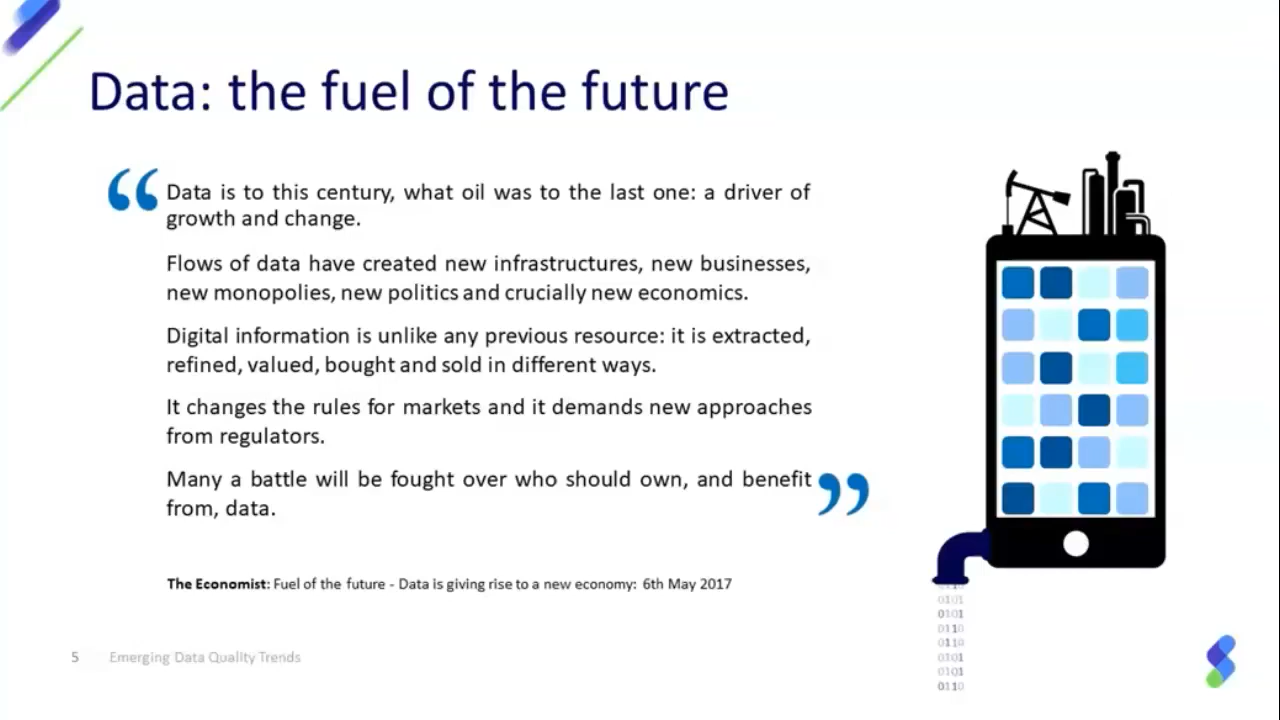 Data: the fuel of the future
“ Data is to this century, what oil was to the last one: a driver of
growth and change.
Flows of data have created new infrastructures, new businesses,
new monopolies, new politics and crucially new economics.
Digital information is unlike any previous resource: it is extracted,
refined, valued, bought and sold in different ways.
It changes the rules for markets and it demands new approaches
from regulators.
Many a battle will be fought over who should own, and benefit ”
from, data.
The Economist: Fuel of the future - Data is giving rise to a new economy: 6th May 2017
0101
0101
0110
0110
0101
0101
0110
5 Emerging Data Quality Trends